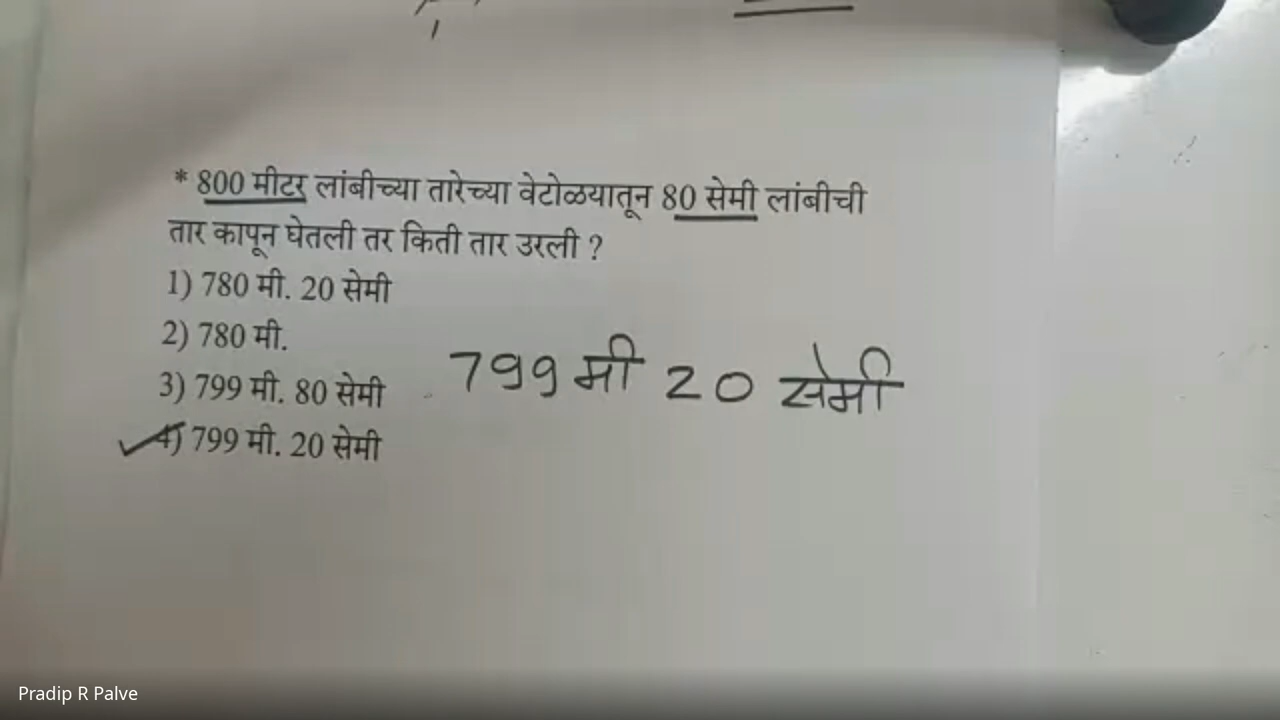 * 800 मीटर लांबीच्या तारेच्या वेटोळयातून 80 सेमी लांबीची
तार कापून घेतली तर किती तार उरली ?
1) 780 मी. 20 सेमी
2) 780 मी.
3) 799 मी. 80 सेमी
4) 799 मी. 20 सेमी
799 मी 20 सेमी
Pradip R Palve